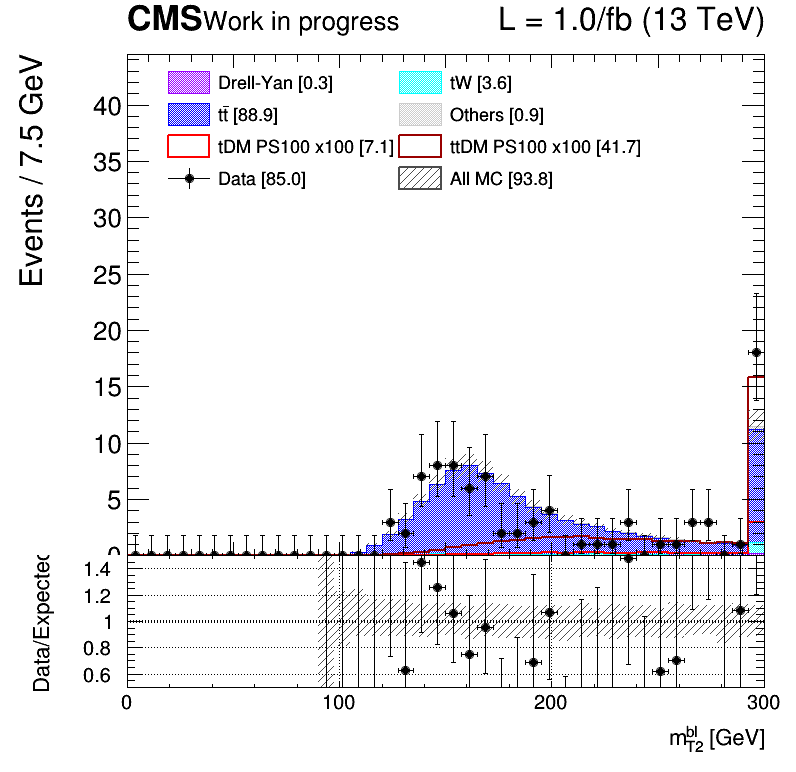 CMS Work in progress L = 1.0/fb (13 TeV)
Events / 7.5 GeV
Drell-Yan [0.3] tW [3.6]
tt̄ [88.9] Others [0.9]
tDM PS100 x100 [7.1] ttDM PS100 x100 [41.7]
Data [85.0] All MC [93.8]
40
35
30
25
20
15
10
5
0
Data/Expected
1.4
1.2
1
0.8
0.6
0 100 200 300
m_{T2}^{bl} [GeV]